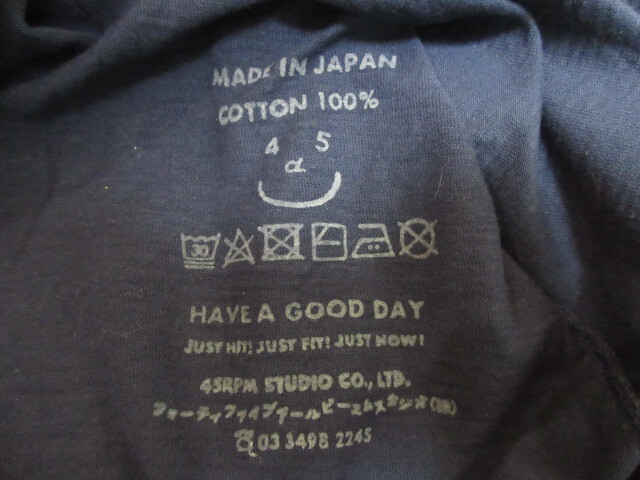 MADE IN JAPAN
COTTON 100%
4 5
α
30
HAVE A GOOD DAY
JUST HIT! JUST FIT! JUST NOW!
45RPM STUDIO CO., LTD.
フォーティファイブアールピーエムスタジオ(株)
☎ 03 3498 2245